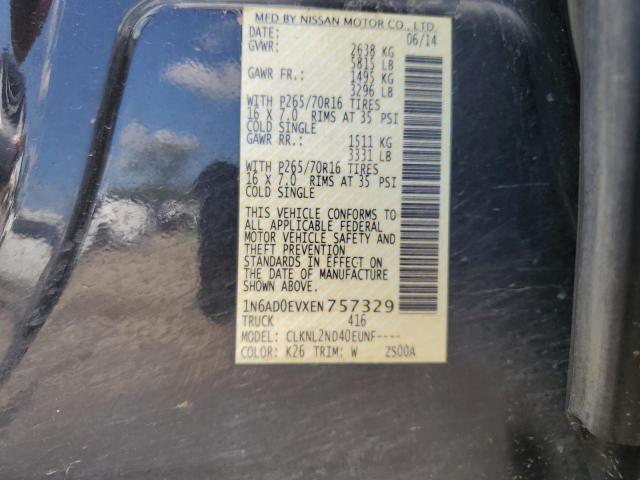 MFD BY NISSAN MOTOR CO., LTD
DATE: 06/14
GVWR: 2638 KG
5815 LB
GAWR FR.: 1495 KG
3296 LB
WITH P265/70R16 TIRES
16 X 7.0 RIMS AT 35 PSI
COLD SINGLE
GAWR RR.: 1511 KG
3331 LB
WITH P265/70R16 TIRES
16 X 7.0 RIMS AT 35 PSI
COLD SINGLE
THIS VEHICLE CONFORMS TO
ALL APPLICABLE FEDERAL
MOTOR VEHICLE SAFETY AND
THEFT PREVENTION
STANDARDS IN EFFECT ON
THE DATE OF MANUFACTURE
SHOWN ABOVE.
1N6AD0EVXEN757329
TRUCK 416
MODEL: CLKNL2ND40EUNF----
COLOR: K26 TRIM: W 2S00A